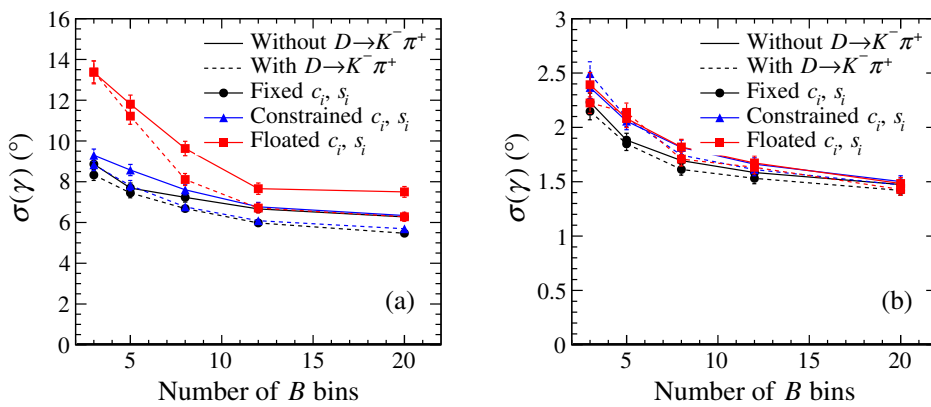 16
14
12
10
8
6
4
2
0
σ(γ) (°)
Without D→K⁻π⁺
With D→K⁻π⁺
Fixed cᵢ, sᵢ
Constrained cᵢ, sᵢ
Floated cᵢ, sᵢ
(a)
5 10 15 20
Number of B bins
3
2.5
2
1.5
1
0.5
0
σ(γ) (°)
Without D→K⁻π⁺
With D→K⁻π⁺
Fixed cᵢ, sᵢ
Constrained cᵢ, sᵢ
Floated cᵢ, sᵢ
(b)
5 10 15 20
Number of B bins